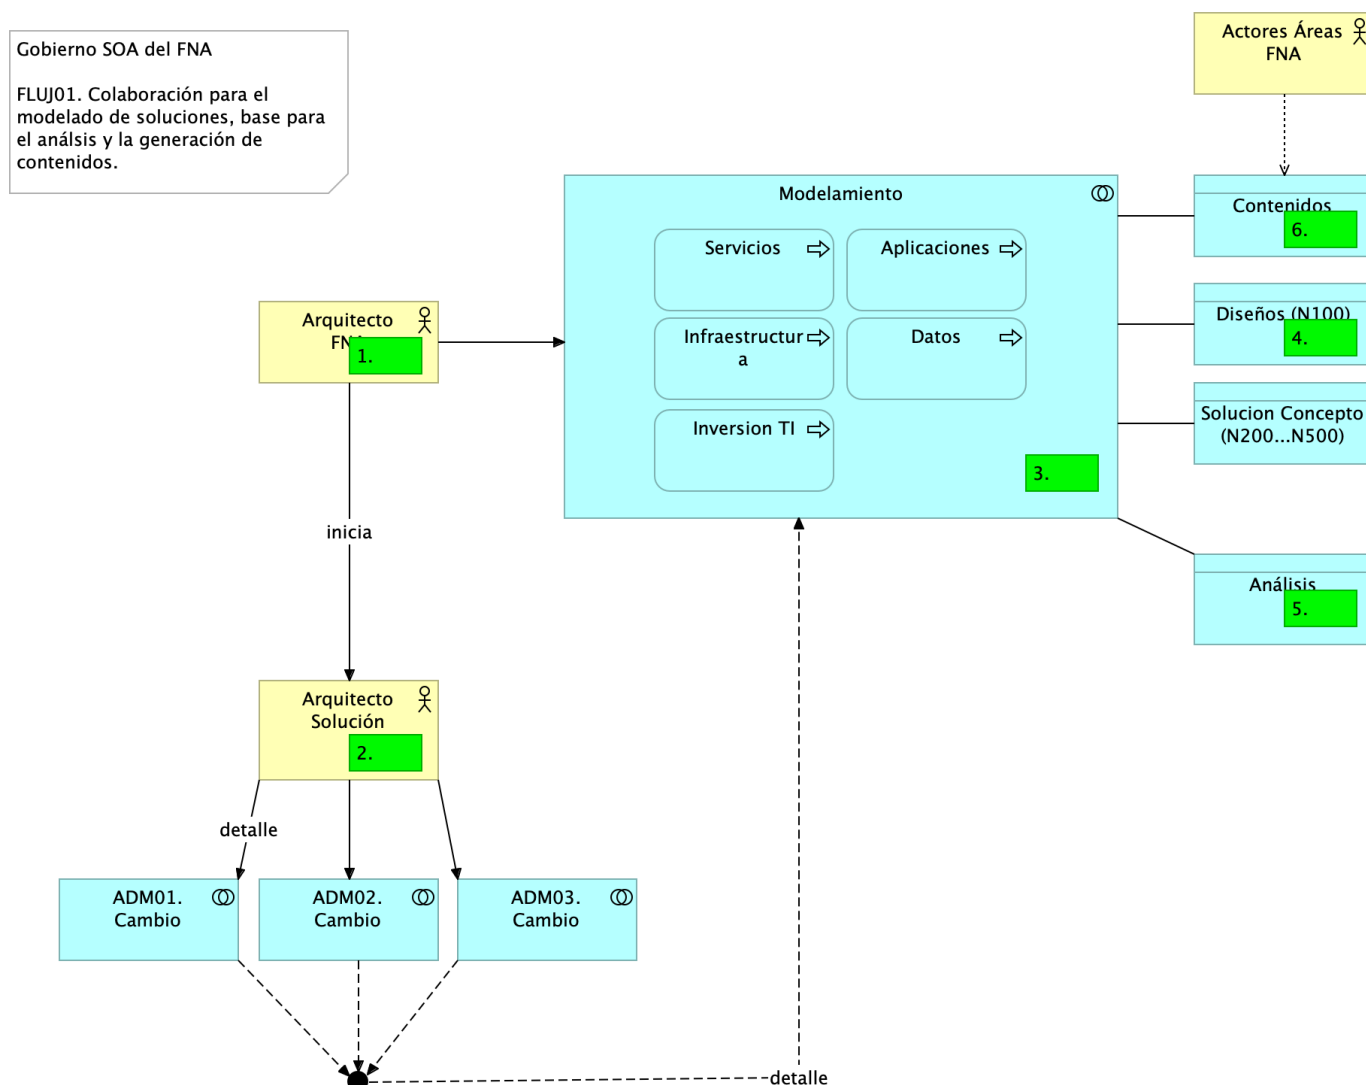 Gobierno SOA del FNA
FLUJ01. Colaboración para el
modelado de soluciones, base para
el análsis y la generación de
contenidos.
Actores Áreas
FNA
Modelamiento
Servicios
Aplicaciones
Infraestructur
a
Datos
Inversion TI
3.
Contenidos
6.
Diseños (N100)
4.
Solucion Concepto
(N200...N500)
Análisis
5.
Arquitecto
FNA
1.
inicia
Arquitecto
Solución
2.
detalle
ADM01.
Cambio
ADM02.
Cambio
ADM03.
Cambio
detalle